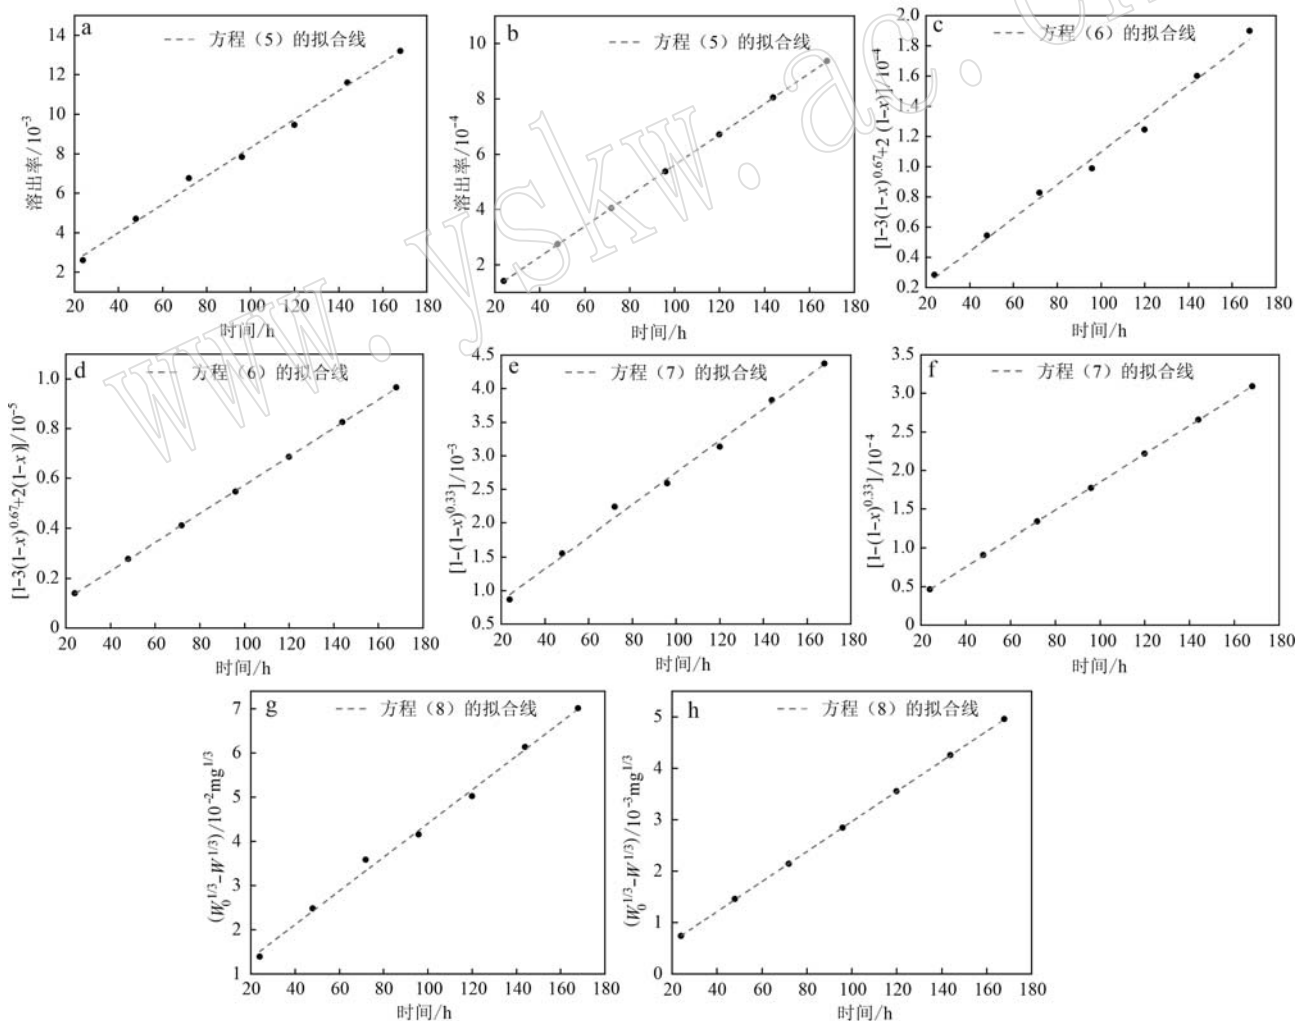 a
方程（5）的拟合线
14
12
10
8
6
4
2
溶出率/10⁻³
20 40 60 80 100 120 140 160 180
时间/h
b
方程（5）的拟合线
10
8
6
4
2
溶出率/10⁻⁴
20 40 60 80 100 120 140 160 180
时间/h
c
方程（6）的拟合线
2.0
1.8
1.6
1.4
1.2
1.0
0.8
0.6
0.4
0.2
[1-3(1-x)^0.67+2 (1-x)]/10⁻⁴
20 40 60 80 100 120 140 160 180
时间/h
d
方程（6）的拟合线
1.0
0.8
0.6
0.4
0.2
0
[1-3(1-x)^0.67+2(1-x)]/10⁻⁵
20 40 60 80 100 120 140 160 180
时间/h
e
方程（7）的拟合线
4.5
4.0
3.5
3.0
2.5
2.0
1.5
1.0
0.5
[1-(1-x)^0.33]/10⁻³
20 40 60 80 100 120 140 160 180
时间/h
f
方程（7）的拟合线
3.5
3.0
2.5
2.0
1.5
1.0
0.5
0
[1-(1-x)^0.33]/10⁻⁴
20 40 60 80 100 120 140 160 180
时间/h
g
方程（8）的拟合线
7
6
5
4
3
2
1
(W₀^1/3-W^1/3)/10⁻²mg^1/3
20 40 60 80 100 120 140 160 180
时间/h
h
方程（8）的拟合线
5
4
3
2
1
0
(W₀^1/3-W^1/3)/10⁻³mg^1/3
20 40 60 80 100 120 140 160 180
时间/h
www.yskw.ac.cn